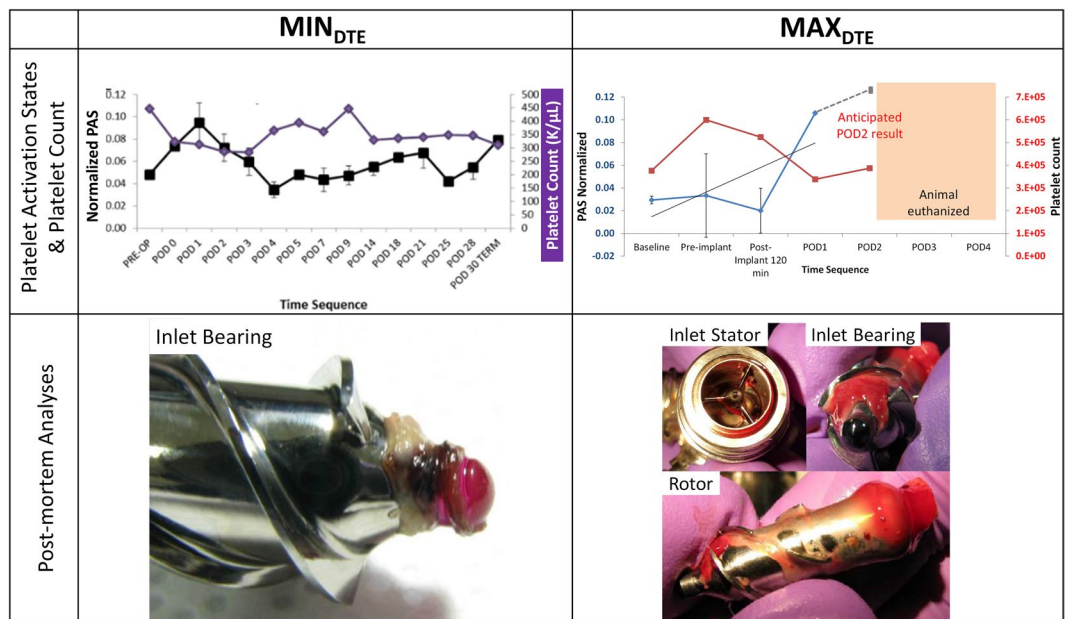 MIN_DTE
MAX_DTE
Platelet Activation States
& Platelet Count
Normalized PAS
0.12
0.10
0.08
0.06
0.04
0.02
0.00
500
450
400
350
300
250
200
150
100
50
0
Platelet Count (K/µL)
PRE-OP
POD 0
POD 1
POD 2
POD 3
POD 4
POD 5
POD 7
POD 9
POD 14
POD 18
POD 21
POD 25
POD 28
POD 30 TERM
Time Sequence
PAS Normalized
0.12
0.10
0.08
0.06
0.04
0.02
0.00
-0.02
Anticipated
POD2 result
Animal
euthanized
7.E+05
6.E+05
5.E+05
4.E+05
3.E+05
2.E+05
1.E+05
0.E+00
Platelet count
Baseline
Pre-implant
Post-
Implant 120
min
POD1
POD2
POD3
POD4
Time Sequence
Post-mortem Analyses
Inlet Bearing
Inlet Stator
Inlet Bearing
Rotor